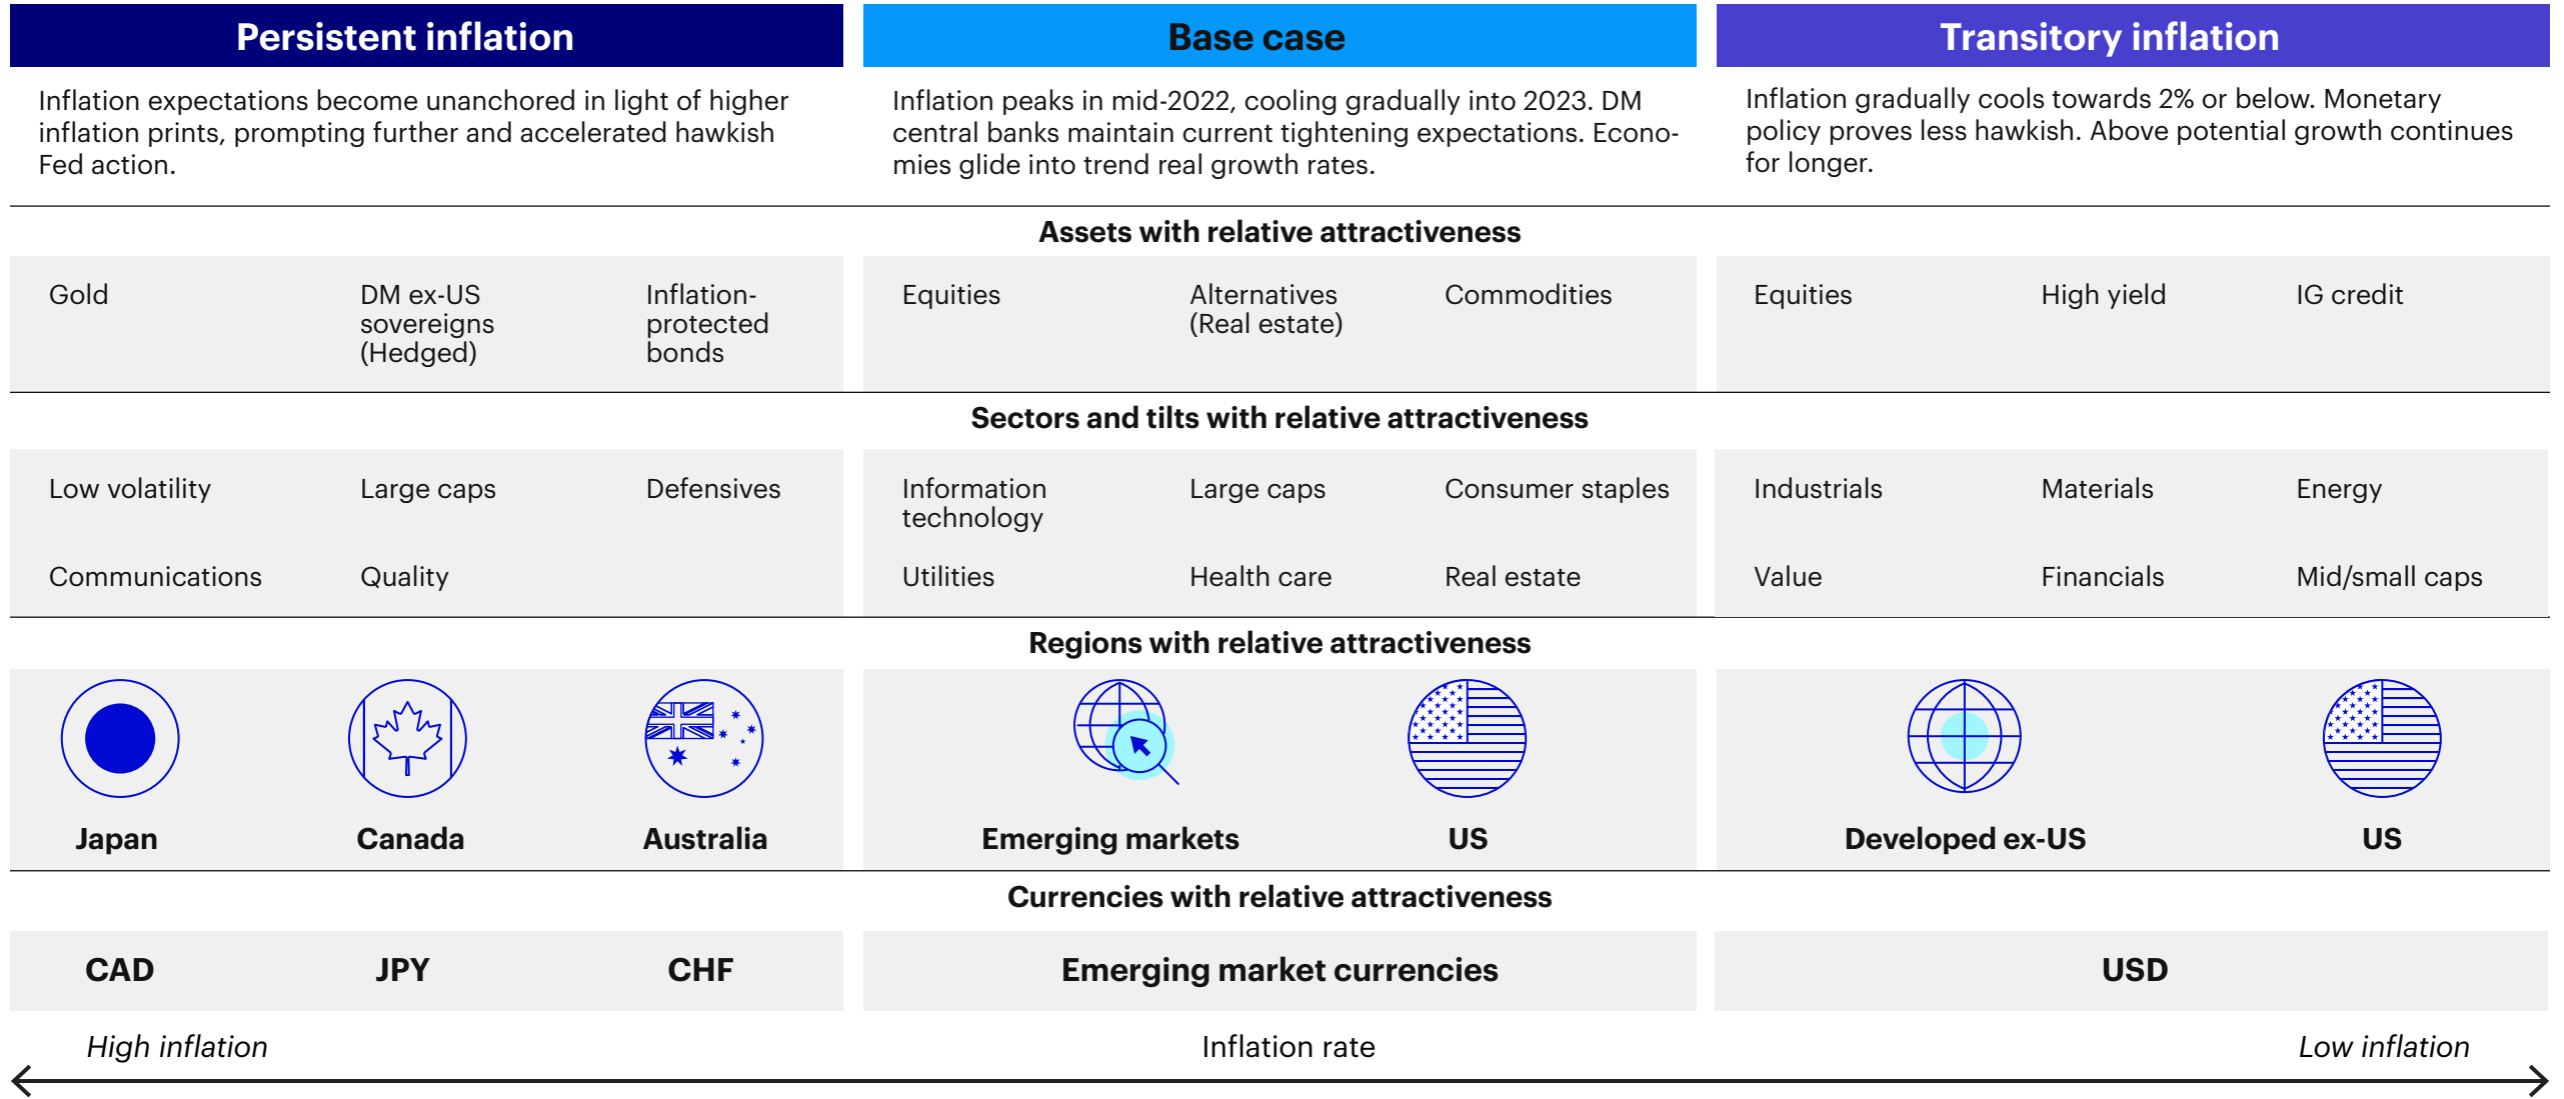 Persistent inflation
Base case
Transitory inflation
Inflation expectations become unanchored in light of higher
inflation prints, prompting further and accelerated hawkish
Fed action.
Inflation peaks in mid-2022, cooling gradually into 2023. DM
central banks maintain current tightening expectations. Econo-
mies glide into trend real growth rates.
Inflation gradually cools towards 2% or below. Monetary
policy proves less hawkish. Above potential growth continues
for longer.
Assets with relative attractiveness
Gold
DM ex-US
sovereigns
(Hedged)
Inflation-
protected
bonds
Equities
Alternatives
(Real estate)
Commodities
Equities
High yield
IG credit
Sectors and tilts with relative attractiveness
Low volatility
Large caps
Defensives
Communications
Quality
Information
technology
Large caps
Consumer staples
Utilities
Health care
Real estate
Industrials
Materials
Energy
Value
Financials
Mid/small caps
Regions with relative attractiveness
Japan
Canada
Australia
Emerging markets
US
Developed ex-US
US
Currencies with relative attractiveness
CAD
JPY
CHF
Emerging market currencies
USD
High inflation
Inflation rate
Low inflation